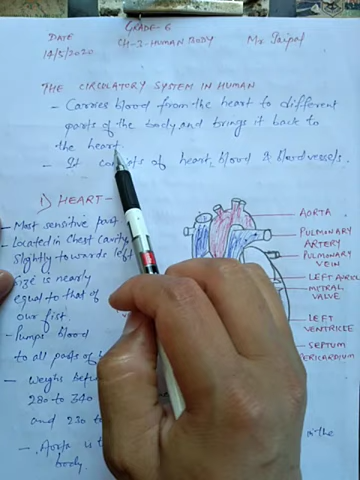 GRADE-6
DATE CH-3-HUMAN BODY Mr. Jaipal
14/5/2020
THE CIRCULATORY SYSTEM IN HUMAN
- Carries blood from the heart to different
parts of the body, and brings it back to
the heart
- It consists of heart, blood & blood vessels.
1) HEART-
- Most sensitive part
- Located in Chest cavity
slightly towards left
- Size is nearly
equal to that of
our fist
- Pumps blood
to all parts of
- Weighs
280 to 340
and 230 to
- Aorta
body.
AORTA
PULMONARY
ARTERY
PULMONARY
VEIN
LEFT
MITRAL
VALVE
LEFT
VENTRICLE
SEPTUM
PERICARDIUM
the